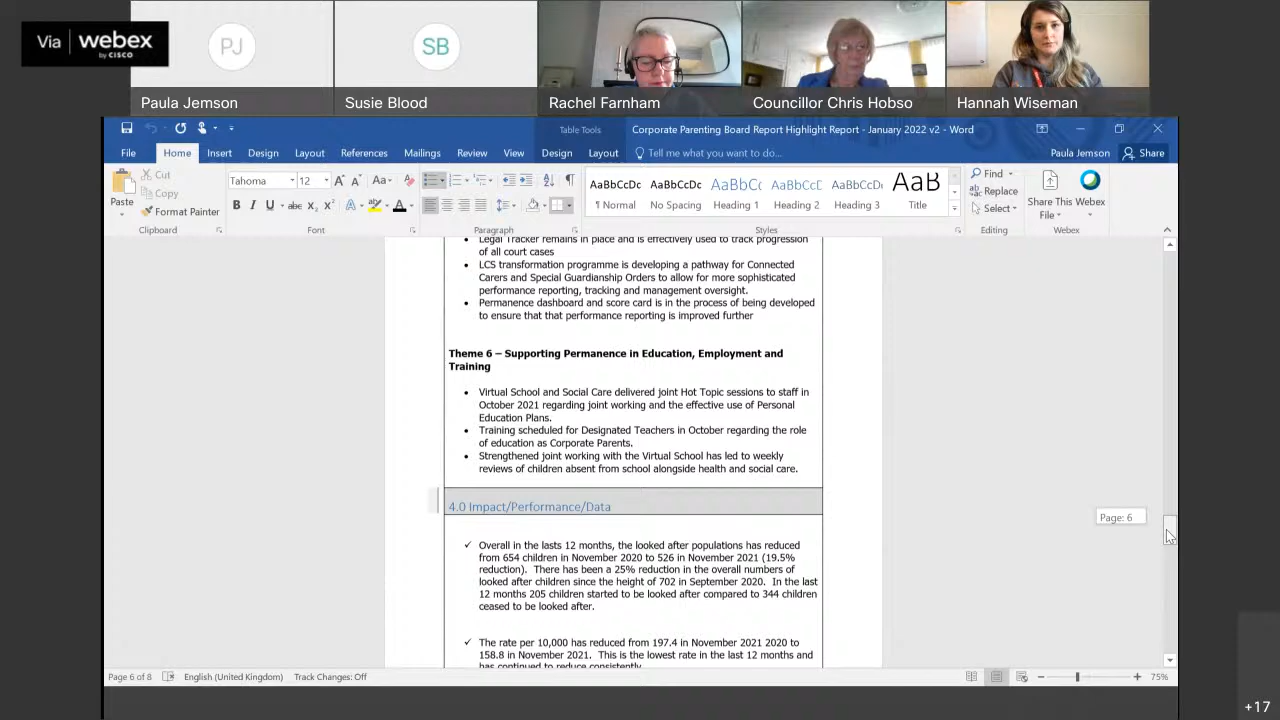 Via webex
by CISCO
PJ
SB
Paula Jemson
Susie Blood
Rachel Farnham
Councillor Chris Hobso
Hannah Wiseman
Table Tools
Corporate Parenting Board Report Highlight Report - January 2022 v2 - Word
File Home Insert Design Layout References Mailings Review View Design Layout Tell me what you want to do... Paula Jemson Share
Paste
Cut
Copy
Format Painter
Clipboard
Tahoma 12
Font
Paragraph
AaBbCcDc AaBbCcDc AaBbC( AaBbCcC AaBbCcD( AaB
¶ Normal No Spacing Heading 1 Heading 2 Heading 3 Title
Styles
Find
Replace
Select
Editing
Share This File
Webex
Webex
Legal Tracker remains in place and is effectively used to track progression
of all court cases
• LCS transformation programme is developing a pathway for Connected
Carers and Special Guardianship Orders to allow for more sophisticated
performance reporting, tracking and management oversight.
• Permanence dashboard and score card is in the process of being developed
to ensure that that performance reporting is improved further
Theme 6 – Supporting Permanence in Education, Employment and
Training
• Virtual School and Social Care delivered joint Hot Topic sessions to staff in
October 2021 regarding joint working and the effective use of Personal
Education Plans.
• Training scheduled for Designated Teachers in October regarding the role
of education as Corporate Parents.
• Strengthened joint working with the Virtual School has led to weekly
reviews of children absent from school alongside health and social care.
4.0 Impact/Performance/Data
Page: 6
✓ Overall in the lasts 12 months, the looked after populations has reduced
from 654 children in November 2020 to 526 in November 2021 (19.5%
reduction). There has been a 25% reduction in the overall numbers of
looked after children since the height of 702 in September 2020. In the last
12 months 205 children started to be looked after compared to 344 children
ceased to be looked after.
✓ The rate per 10,000 has reduced from 197.4 in November 2021 2020 to
158.8 in November 2021. This is the lowest rate in the last 12 months and
has continued to reduce consistently
Page 6 of 8 English (United Kingdom) Track Changes: Off
75%
+17